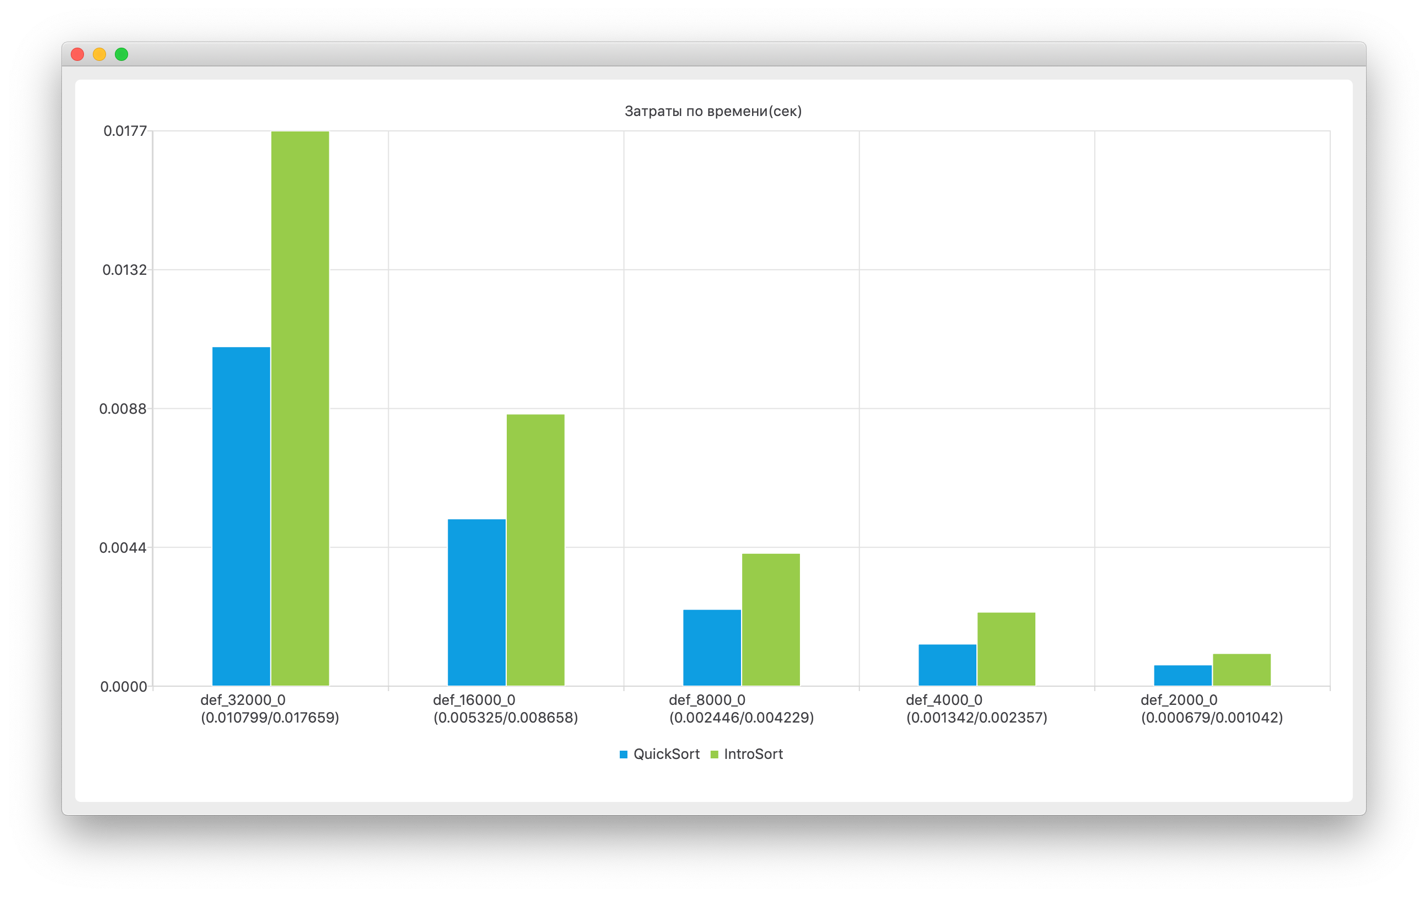 Затраты по времени(сек)
0.0177
0.0132
0.0088
0.0044
0.0000
def_32000_0
(0.010799/0.017659)
def_16000_0
(0.005325/0.008658)
def_8000_0
(0.002446/0.004229)
def_4000_0
(0.001342/0.002357)
def_2000_0
(0.000679/0.001042)
QuickSort
IntroSort